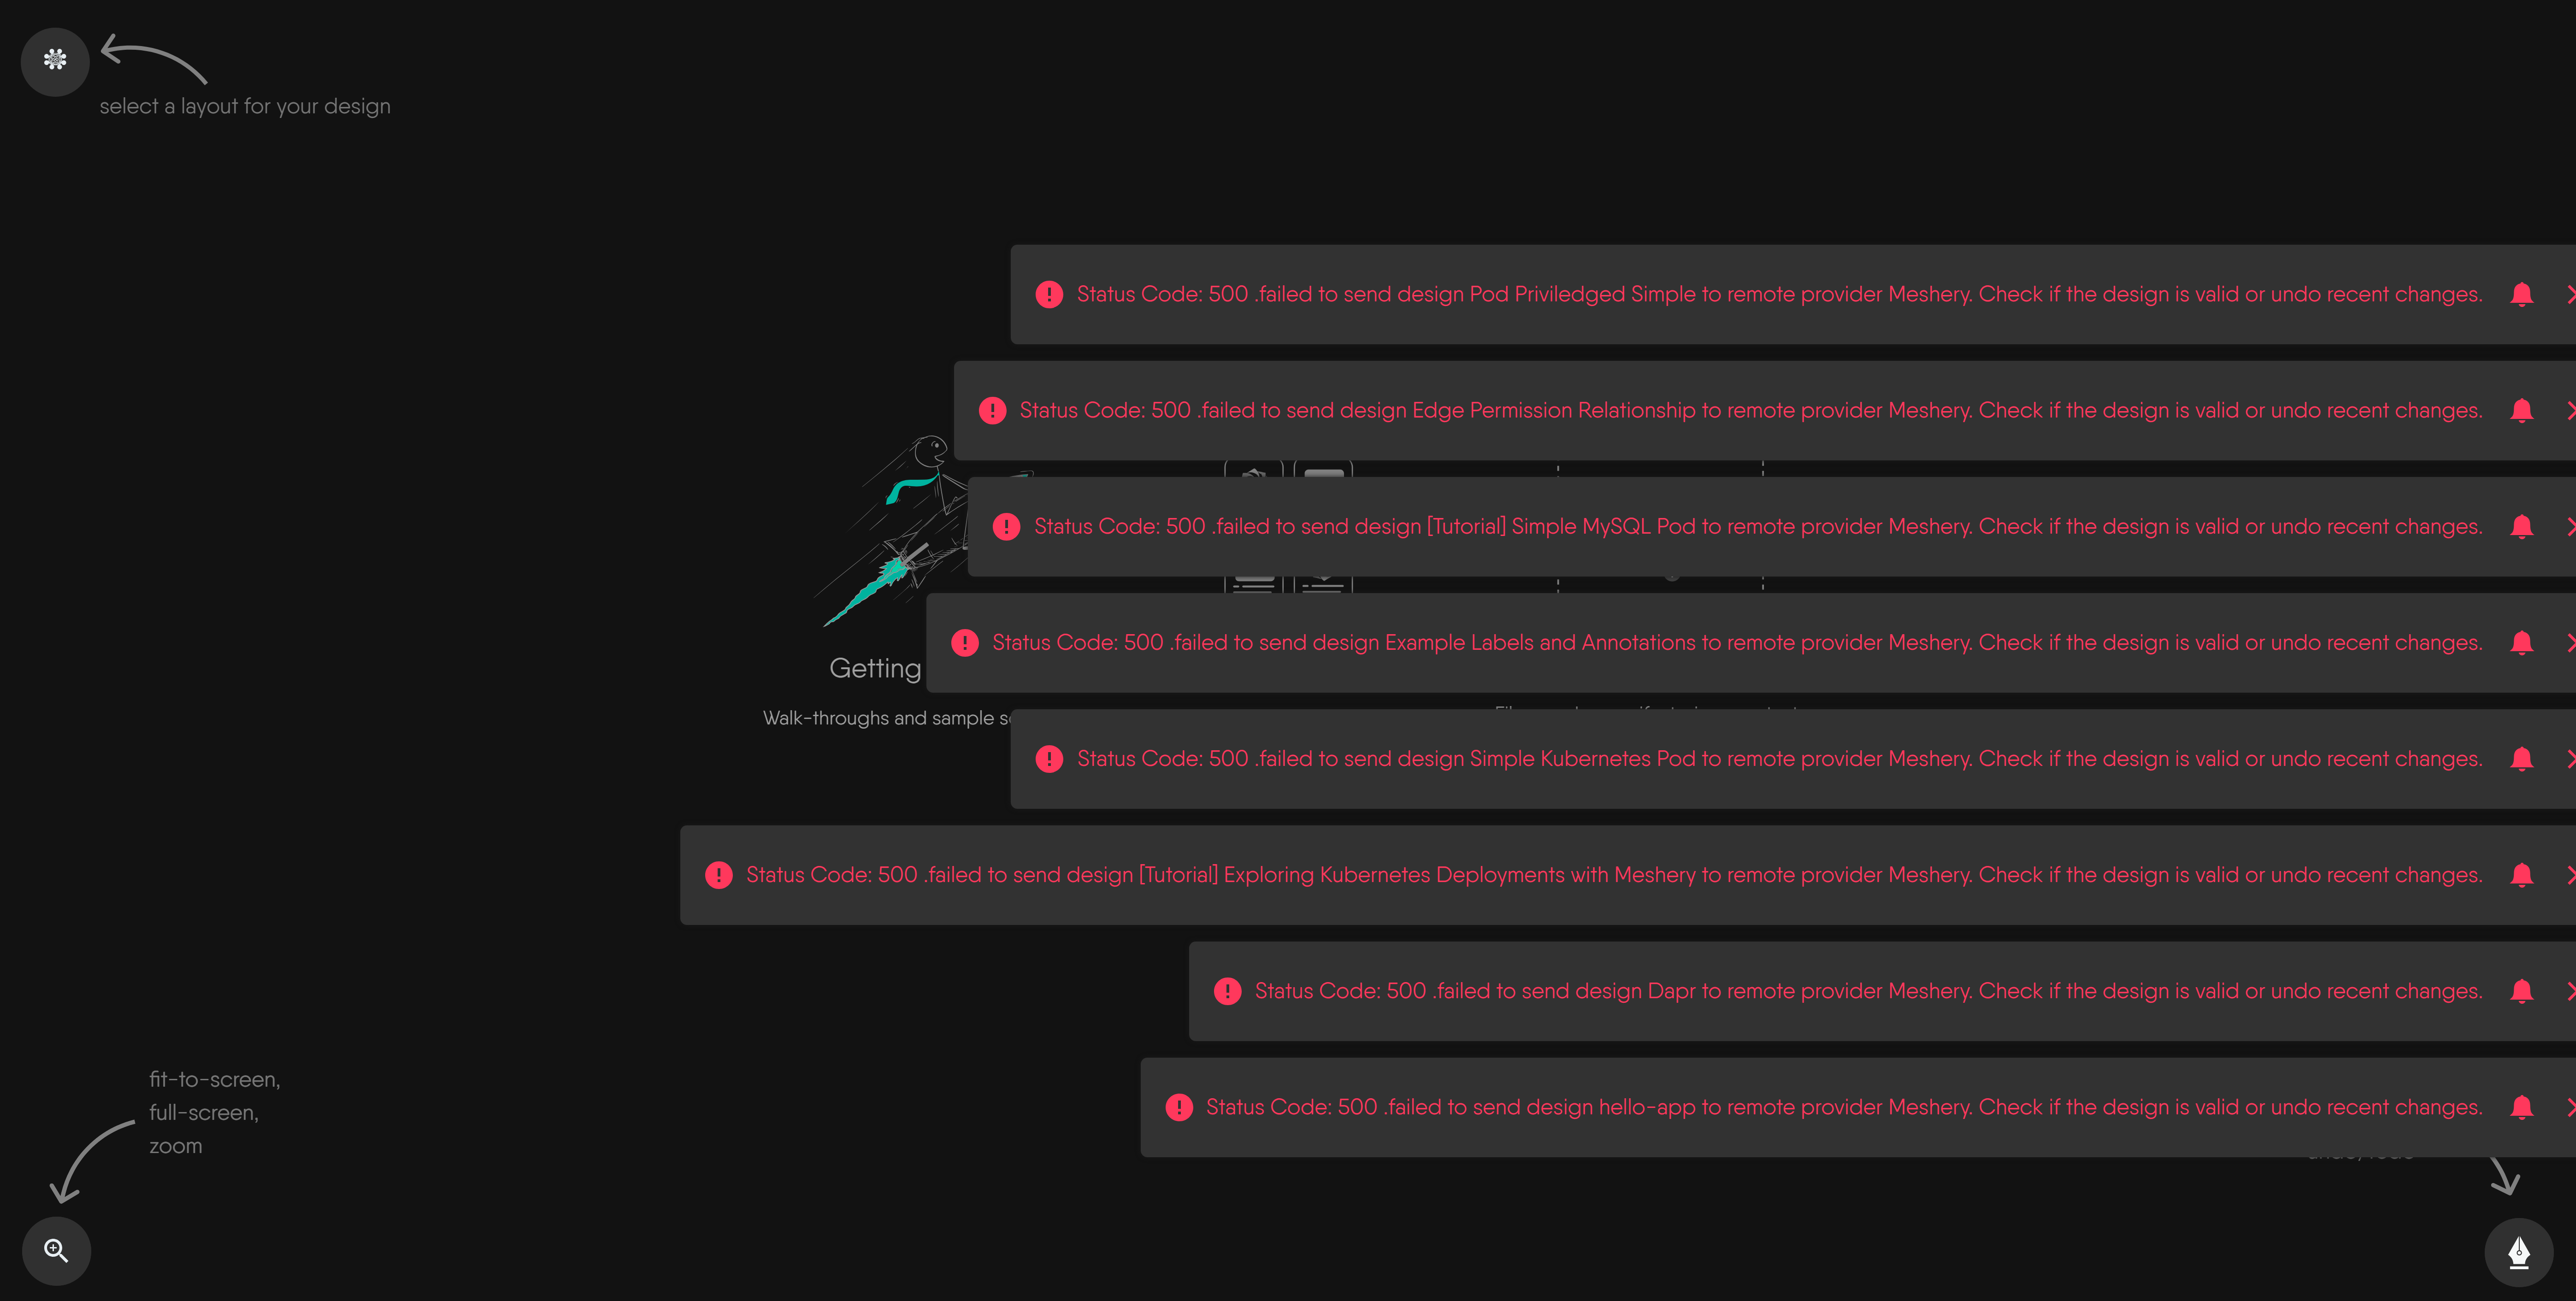 select a layout for your design
Status Code: 500 .failed to send design Pod Priviledged Simple to remote provider Meshery. Check if the design is valid or undo recent changes.
Status Code: 500 .failed to send design Edge Permission Relationship to remote provider Meshery. Check if the design is valid or undo recent changes.
Status Code: 500 .failed to send design [Tutorial] Simple MySQL Pod to remote provider Meshery. Check if the design is valid or undo recent changes.
Status Code: 500 .failed to send design Example Labels and Annotations to remote provider Meshery. Check if the design is valid or undo recent changes.
Getting
Walk-throughs and sample
Status Code: 500 .failed to send design Simple Kubernetes Pod to remote provider Meshery. Check if the design is valid or undo recent changes.
Status Code: 500 .failed to send design [Tutorial] Exploring Kubernetes Deployments with Meshery to remote provider Meshery. Check if the design is valid or undo recent changes.
Status Code: 500 .failed to send design Dapr to remote provider Meshery. Check if the design is valid or undo recent changes.
Status Code: 500 .failed to send design hello-app to remote provider Meshery. Check if the design is valid or undo recent changes.
fit-to-screen,
full-screen,
zoom